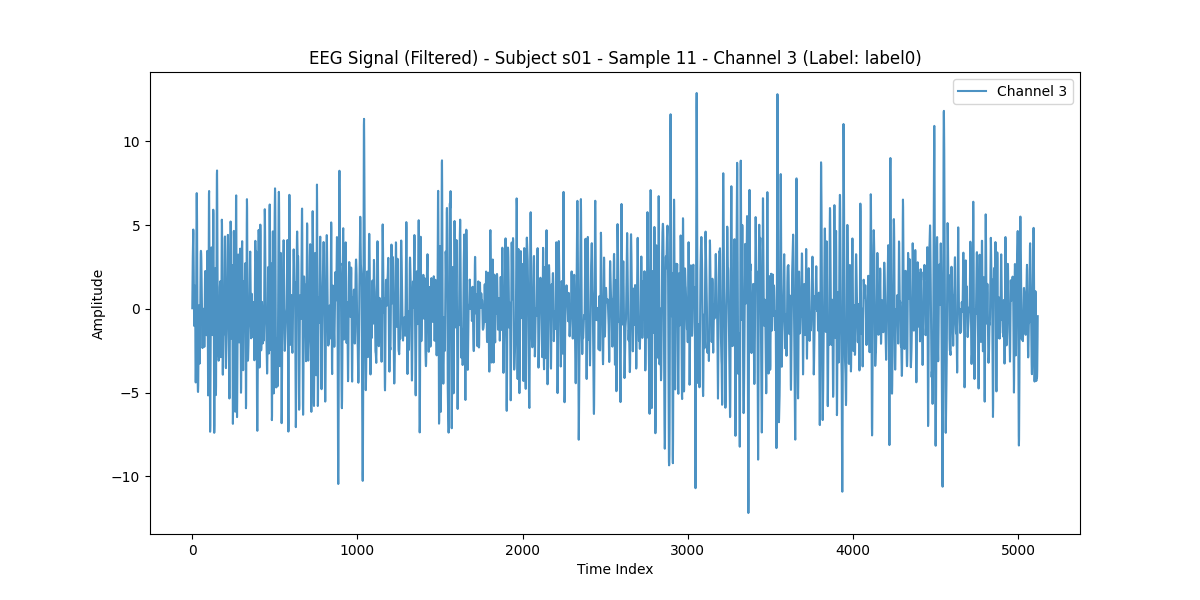 EEG Signal (Filtered) - Subject s01 - Sample 11 - Channel 3 (Label: label0)
Channel 3
10
5
0
−5
−10
Amplitude
0 1000 2000 3000 4000 5000
Time Index